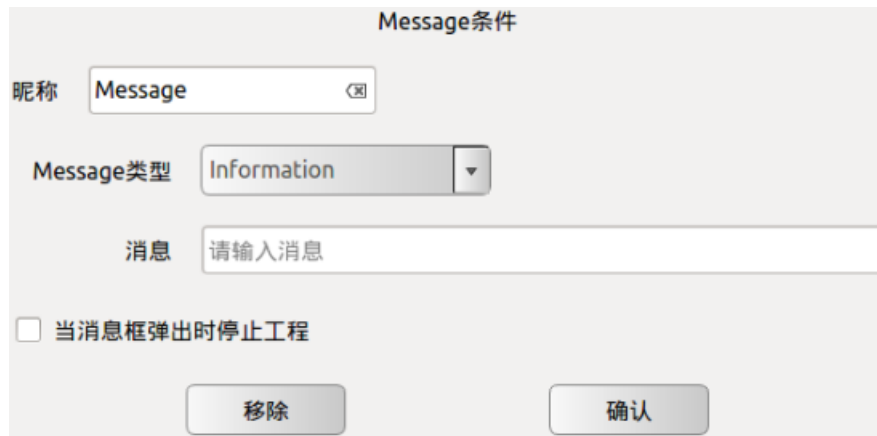 Message条件
昵称 Message
Message类型 Information
消息 请输入消息
当消息框弹出时停止工程
移除 确认